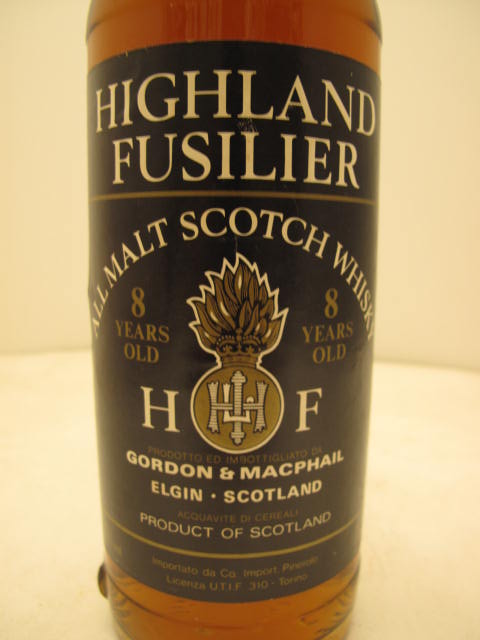 HIGHLAND
FUSILIER
ALL MALT SCOTCH WHISKY
8 YEARS OLD
8 YEARS OLD
H F
PRODOTTO ED IMBOTTIGLIATO DA
GORDON & MACPHAIL
ELGIN · SCOTLAND
ACQUAVITE DI CEREALI
PRODUCT OF SCOTLAND
Importato da Co. Import. Pinerolo
Licenza U.T.I.F. 310 - Torino